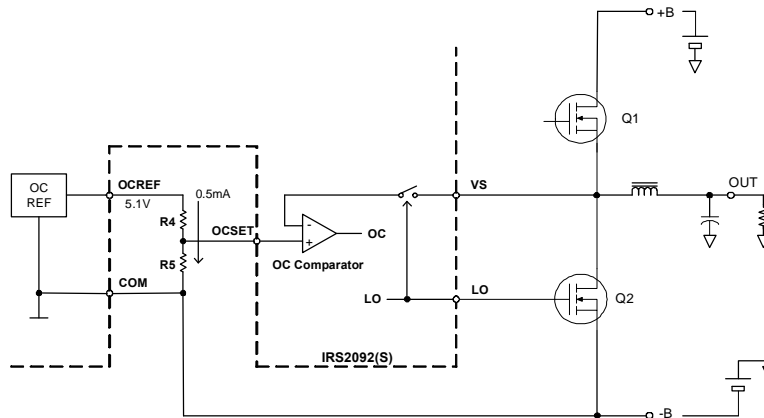 +B
Q1
OC
REF
OCREF
5.1V
0.5mA
R4
OCSET
VS
OUT
-
+
OC
OC Comparator
R5
COM
LO
LO
Q2
IRS2092(S)
-B